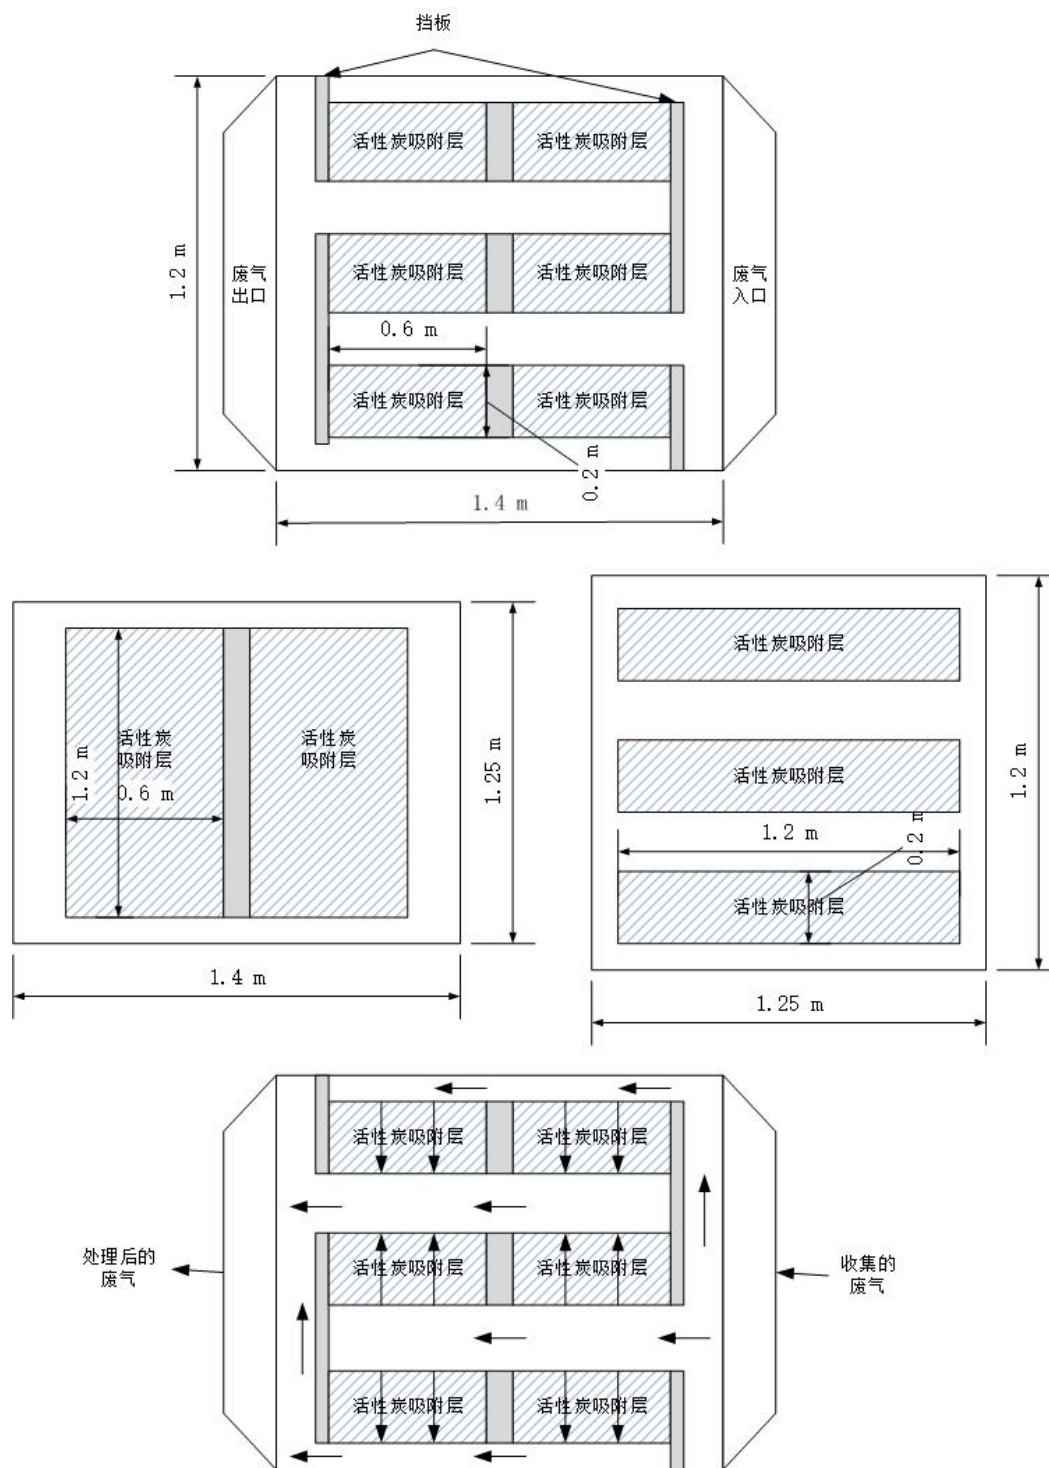 挡板
活性炭吸附层
活性炭吸附层
1.2 m
废气
出口
活性炭吸附层
活性炭吸附层
废气
入口
0.6 m
活性炭吸附层
活性炭吸附层
0.2 m
1.4 m
活性炭
吸附层
活性炭
吸附层
1.2 m
0.6 m
1.25 m
1.4 m
活性炭吸附层
活性炭吸附层
1.2 m
1.2 m
0.2 m
活性炭吸附层
1.25 m
活性炭吸附层
活性炭吸附层
处理后的
废气
活性炭吸附层
活性炭吸附层
收集的
废气
活性炭吸附层
活性炭吸附层